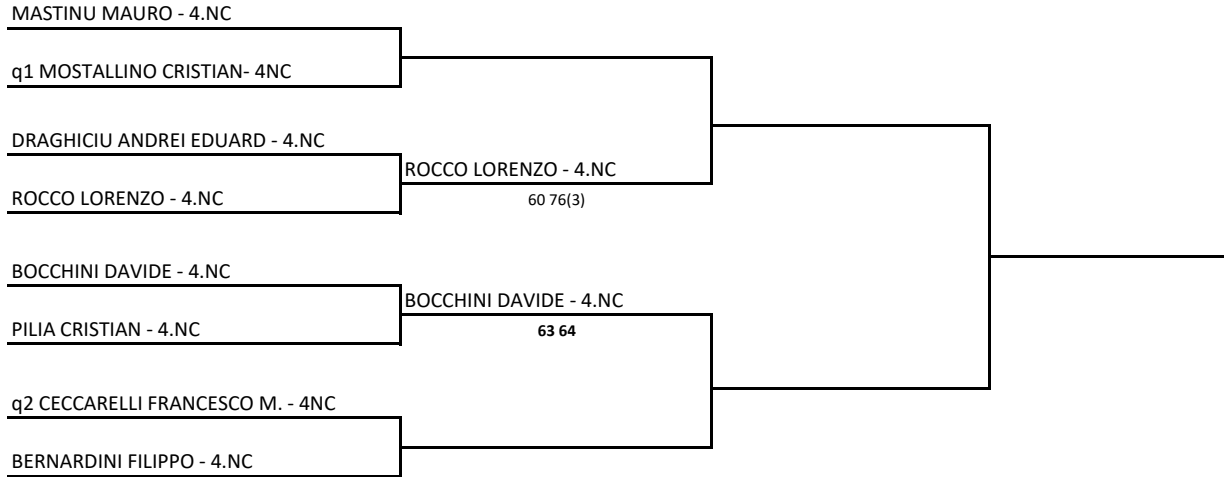 MASTINU MAURO - 4.NC
q1 MOSTALLINO CRISTIAN- 4NC
DRAGHICIU ANDREI EDUARD - 4.NC
ROCCO LORENZO - 4.NC
ROCCO LORENZO - 4.NC
60 76(3)
BOCCHINI DAVIDE - 4.NC
BOCCHINI DAVIDE - 4.NC
PILIA CRISTIAN - 4.NC
63 64
q2 CECCARELLI FRANCESCO M. - 4NC
BERNARDINI FILIPPO - 4.NC